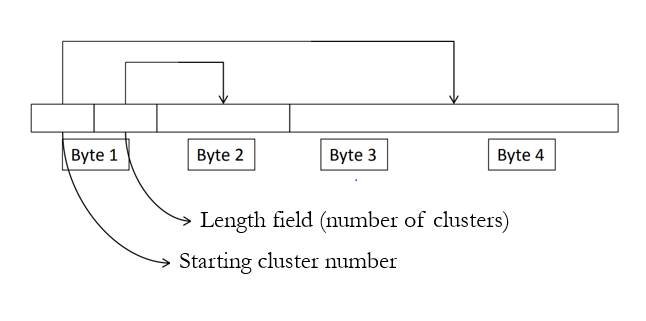 Byte 1 Byte 2 Byte 3 Byte 4
Length field (number of clusters)
Starting cluster number